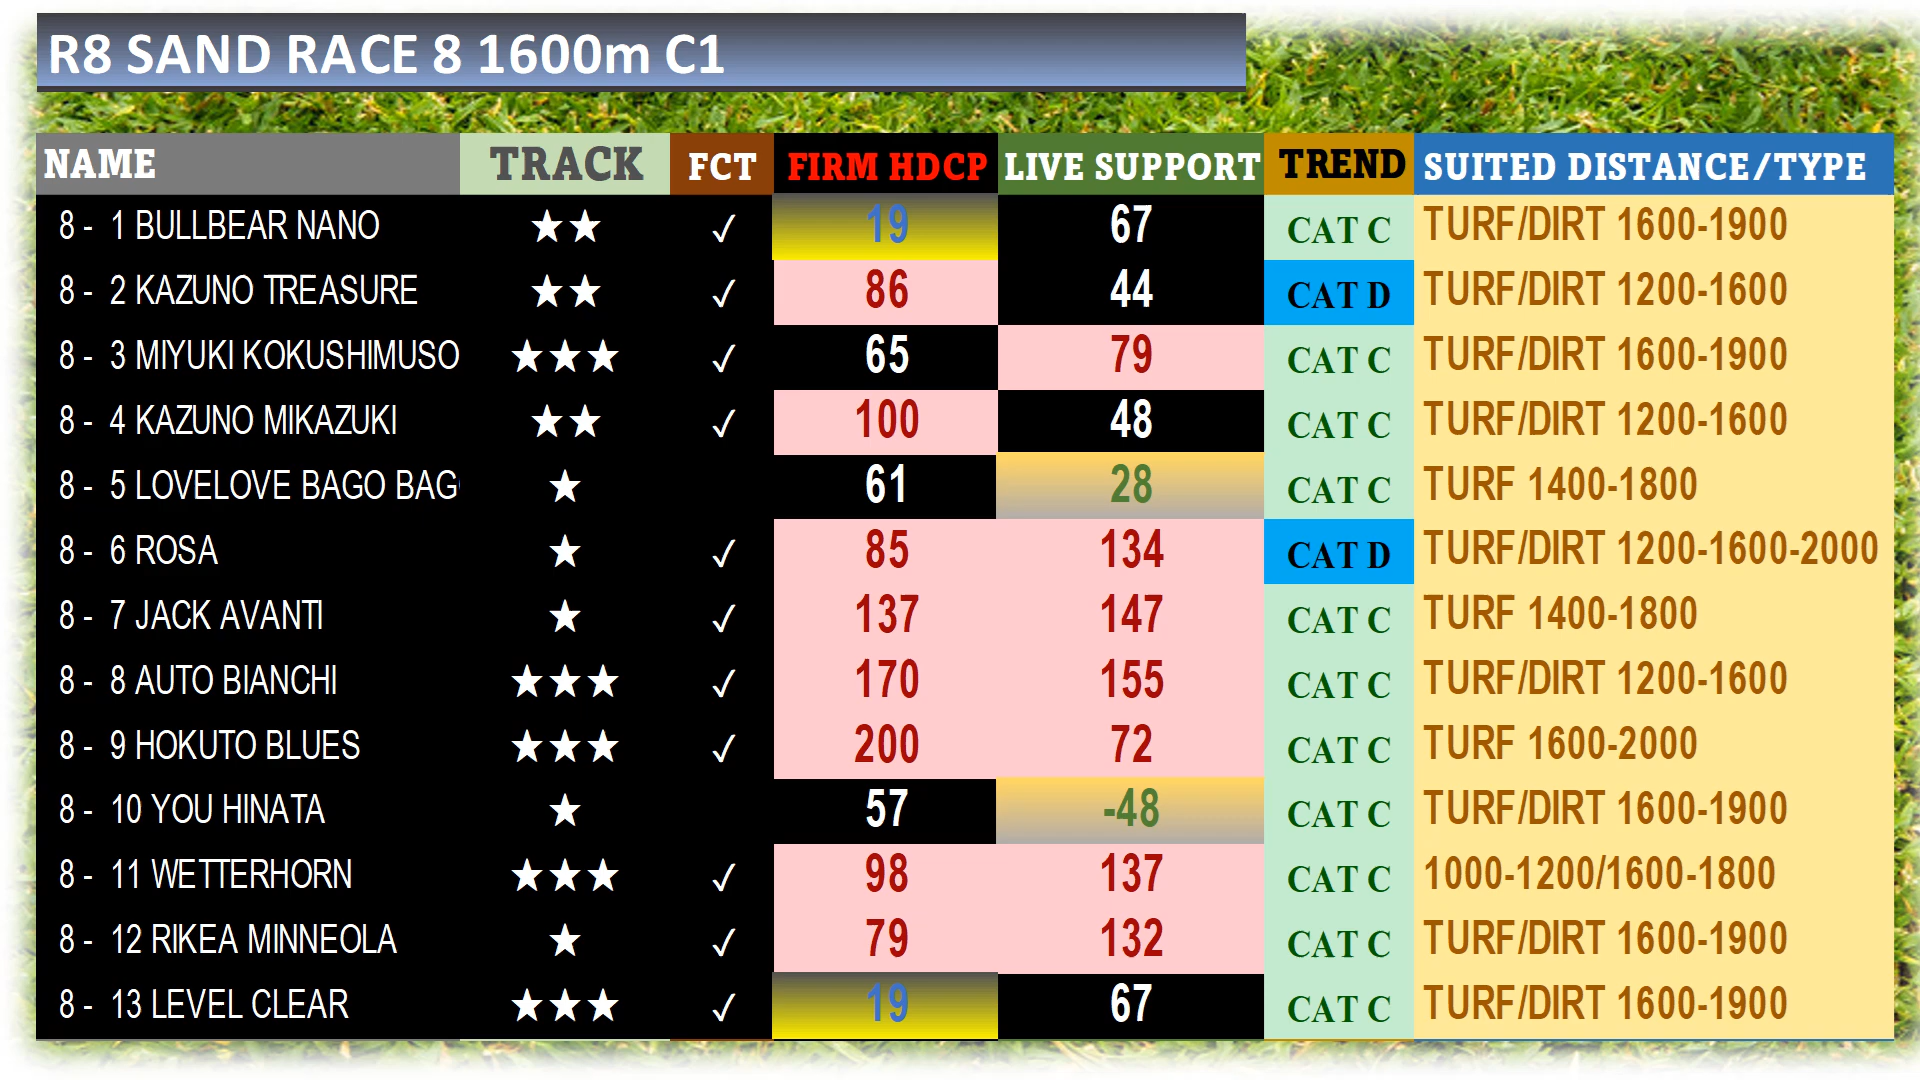 R8 SAND RACE 8 1600m C1
NAME TRACK FCT FIRM HDCP LIVE SUPPORT TREND SUITED DISTANCE/TYPE
8 - 1 BULLBEAR NANO ★★ ✓ 19 67 CAT C TURF/DIRT 1600-1900
8 - 2 KAZUNO TREASURE ★★ ✓ 86 44 CAT D TURF/DIRT 1200-1600
8 - 3 MIYUKI KOKUSHIMUSO ★★★ ✓ 65 79 CAT C TURF/DIRT 1600-1900
8 - 4 KAZUNO MIKAZUKI ★★ ✓ 100 48 CAT C TURF/DIRT 1200-1600
8 - 5 LOVELOVE BAGO BAG ★ 61 28 CAT C TURF 1400-1800
8 - 6 ROSA ★ ✓ 85 134 CAT D TURF/DIRT 1200-1600-2000
8 - 7 JACK AVANTI ★ ✓ 137 147 CAT C TURF 1400-1800
8 - 8 AUTO BIANCHI ★★★ ✓ 170 155 CAT C TURF/DIRT 1200-1600
8 - 9 HOKUTO BLUES ★★★ ✓ 200 72 CAT C TURF 1600-2000
8 - 10 YOU HINATA ★ 57 -48 CAT C TURF/DIRT 1600-1900
8 - 11 WETTERHORN ★★★ ✓ 98 137 CAT C 1000-1200/1600-1800
8 - 12 RIKEA MINNEOLA ★ ✓ 79 132 CAT C TURF/DIRT 1600-1900
8 - 13 LEVEL CLEAR ★★★ ✓ 19 67 CAT C TURF/DIRT 1600-1900